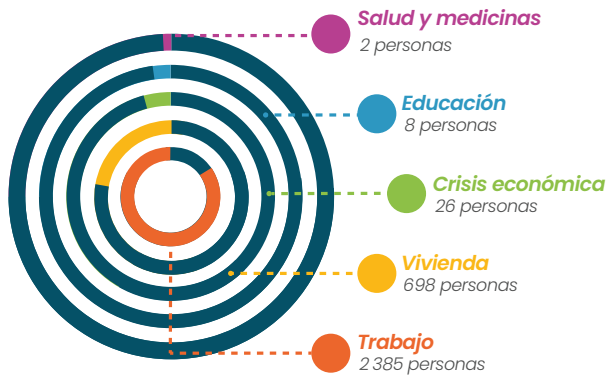 Salud y medicinas
2 personas
Educación
8 personas
Crisis económica
26 personas
Vivienda
698 personas
Trabajo
2 385 personas